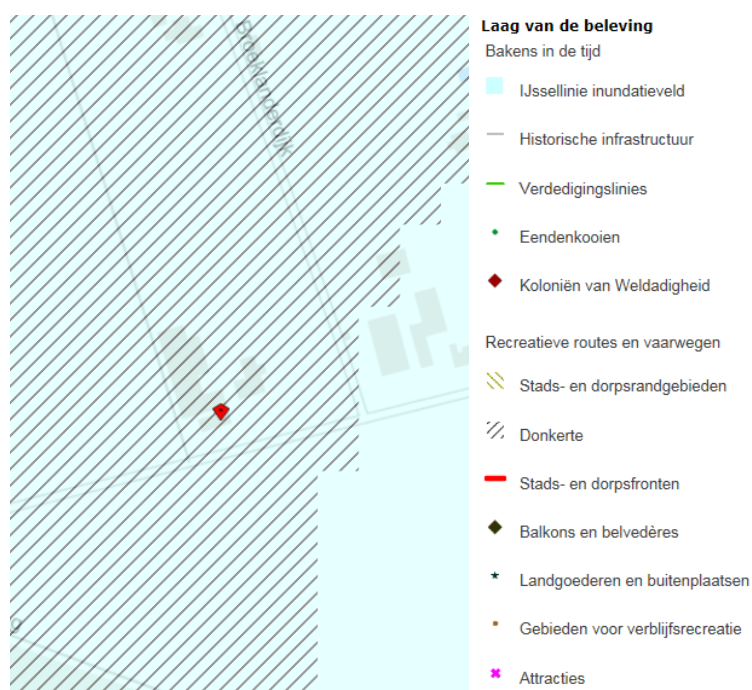 Broeklanderdijk
Laag van de beleving
Bakens in de tijd
IJssellinie inundatieveld
Historische infrastructuur
Verdedigingslinies
Eendenkooien
Koloniën van Weldadigheid
Recreatieve routes en vaarwegen
Stads- en dorpsrandgebieden
Donkerte
Stads- en dorpsfronten
Balkons en belvedères
Landgoederen en buitenplaatsen
Gebieden voor verblijfsrecreatie
Attracties